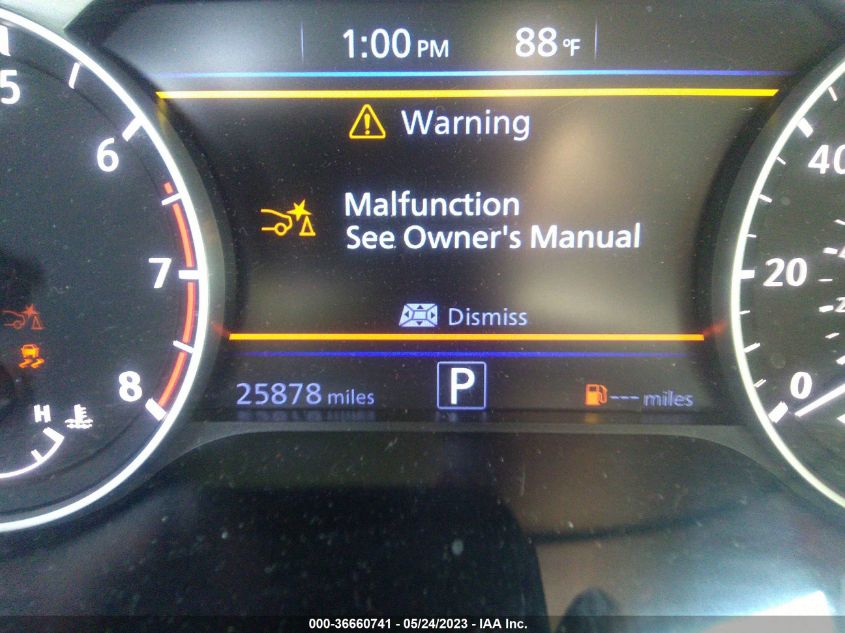 1:00 PM 88 °F
Warning
Malfunction
See Owner's Manual
Dismiss
25878 miles P --- miles
5
6
7
8
H
40
20
0
000-36660741 - 05/24/2023 - IAA Inc.